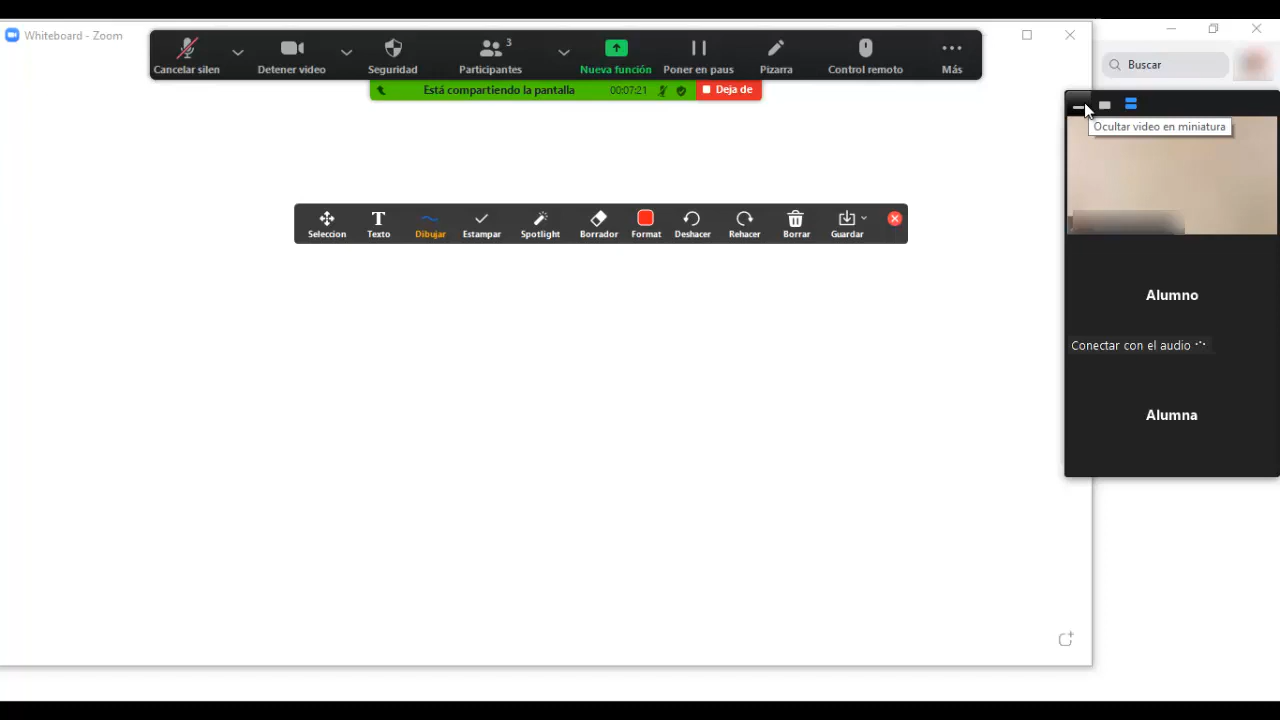 Whiteboard - Zoom
Cancelar silen
Detener video
Seguridad
Participantes
3
Nueva función
Poner en paus
Pizarra
Control remoto
Más
Está compartiendo la pantalla
00:07:21
Deja de
Buscar
Ocultar video en miniatura
Seleccion
Texto
Dibujar
Estampar
Spotlight
Borrador
Format
Deshacer
Rehacer
Borrar
Guardar
Alumno
Conectar con el audio
Alumna